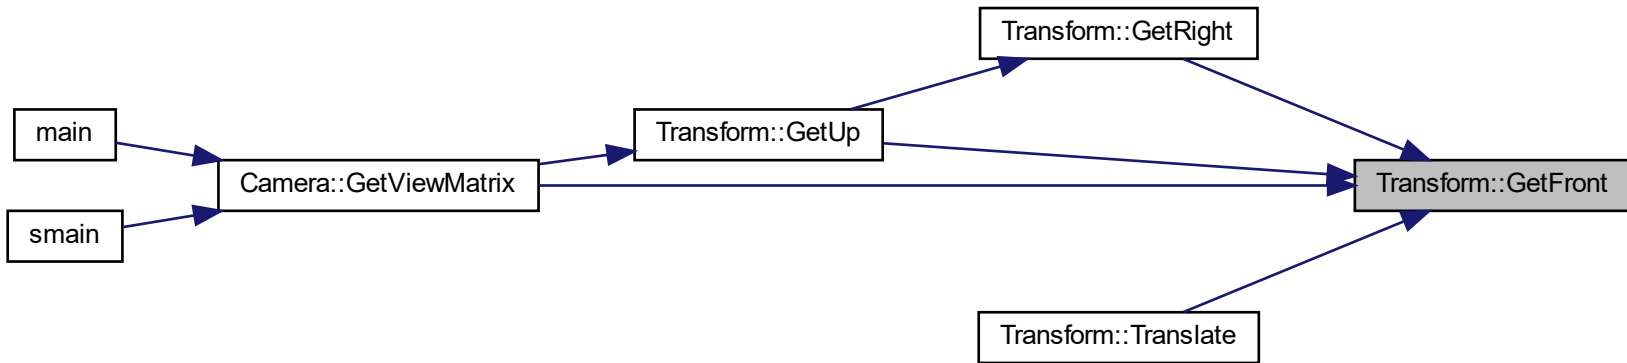 Transform::GetRight
main
Transform::GetUp
Camera::GetViewMatrix
Transform::GetFront
smain
Transform::Translate